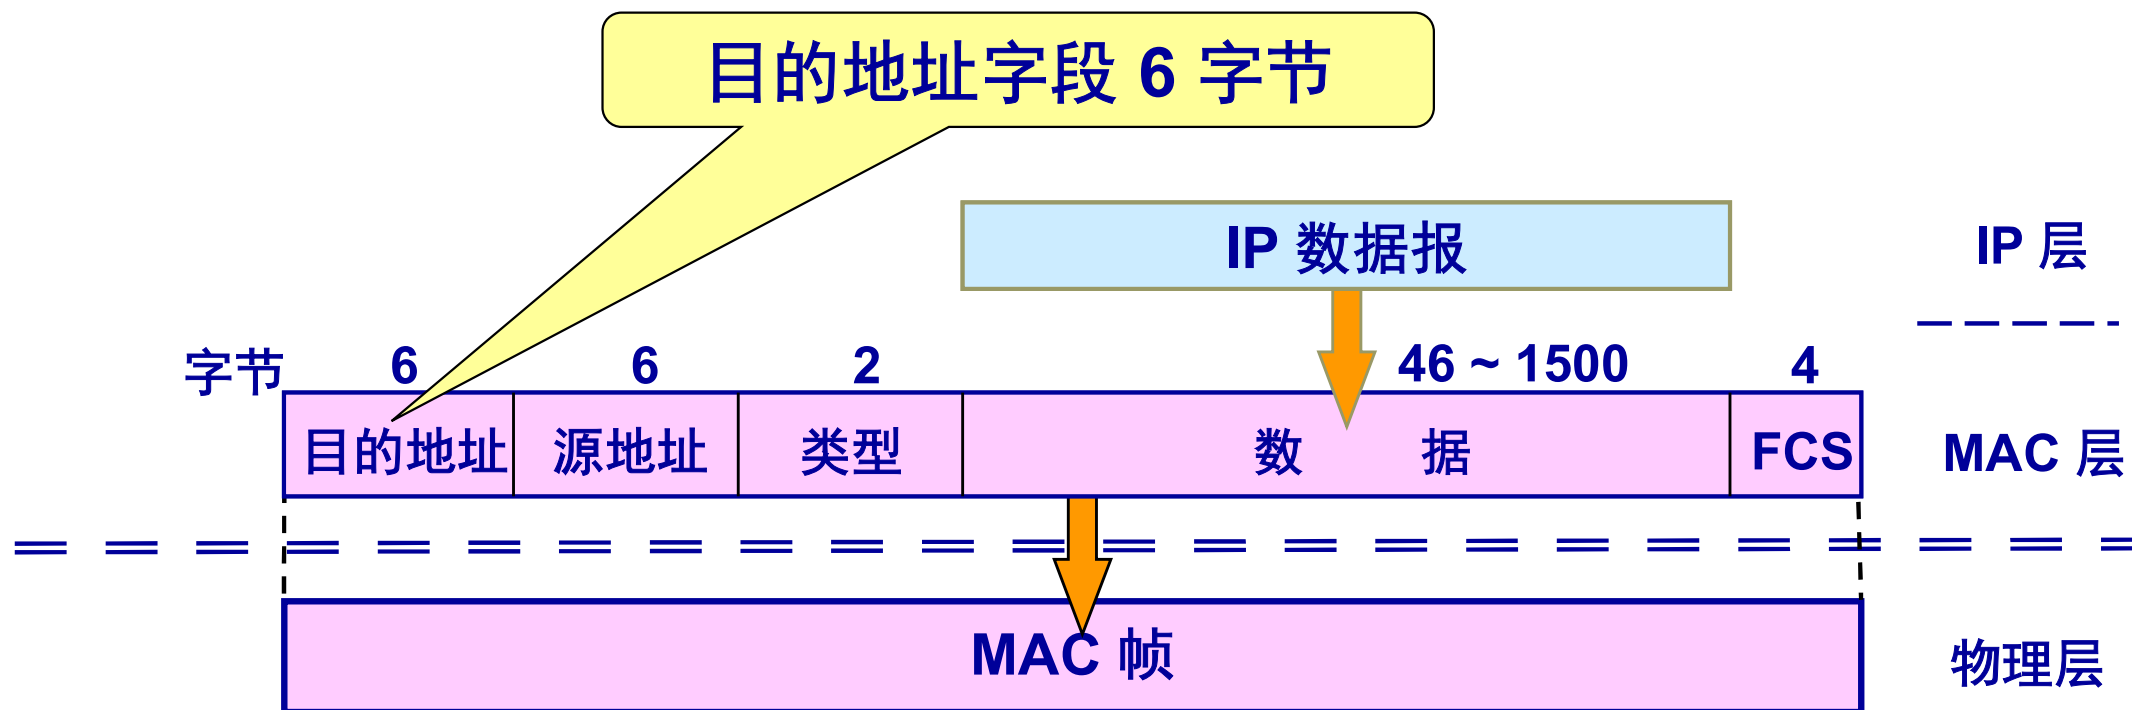 目的地址字段 6 字节
IP 数据报
IP 层
字节 6 6 2 46 ~ 1500 4
目的地址 源地址 类型 数 据 FCS MAC 层
MAC 帧
物理层